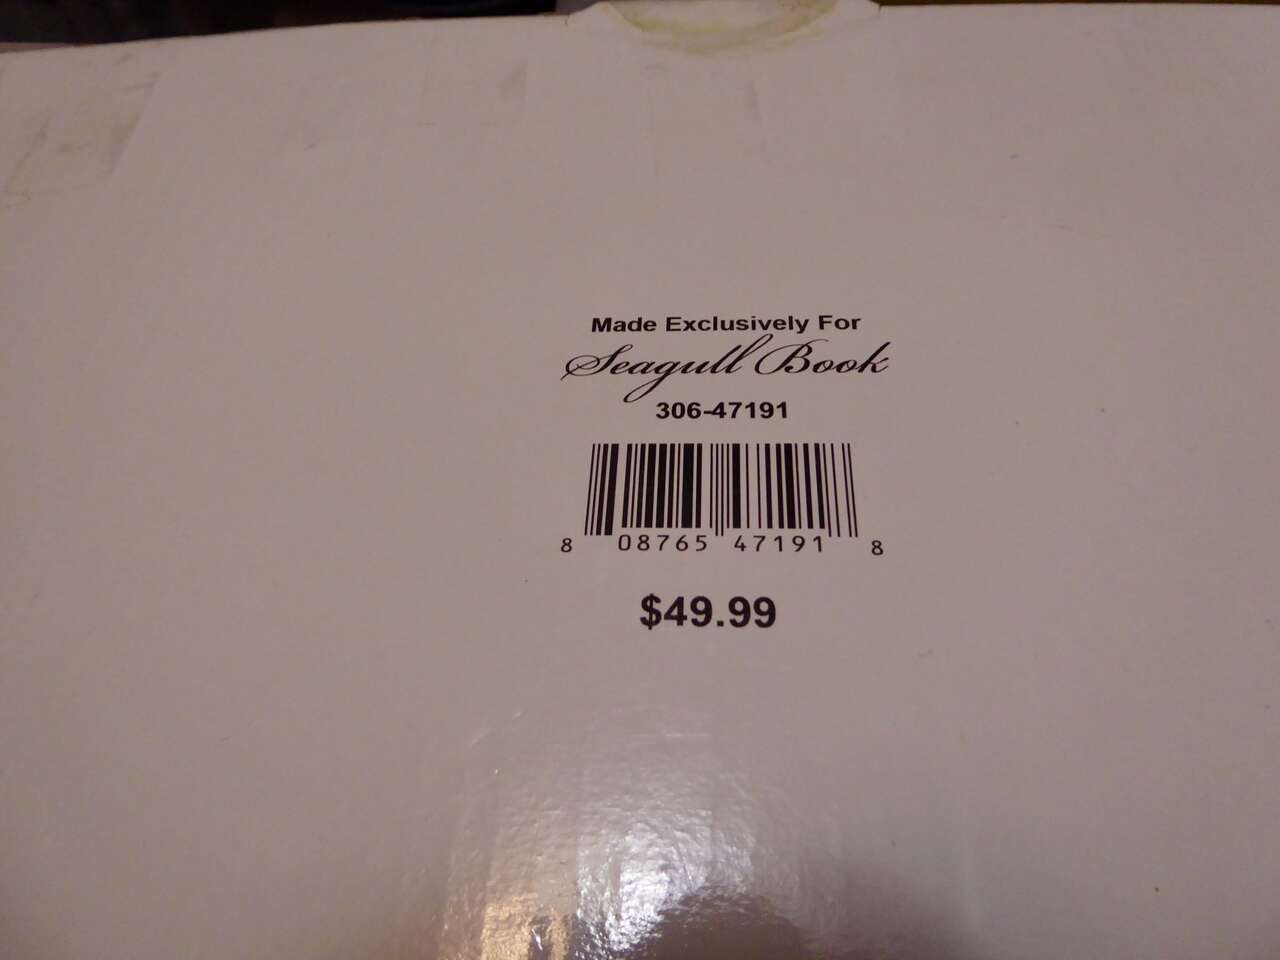 Made Exclusively For
Seagull Book
306-47191
8 08765 47191 8
$49.99